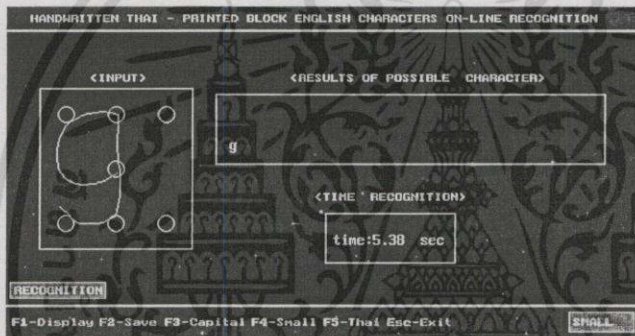 HANDWRITTEN THAI - PRINTED BLOCK ENGLISH CHARACTERS ON-LINE RECOGNITION
<INPUT>
<RESULTS OF POSSIBLE CHARACTER>
g
<TIME RECOGNITION>
time:5.38 sec
RECOGNITION
F1-Display F2-Save F3-Capital F4-Small F5-Thai Esc-Exit
SMALL